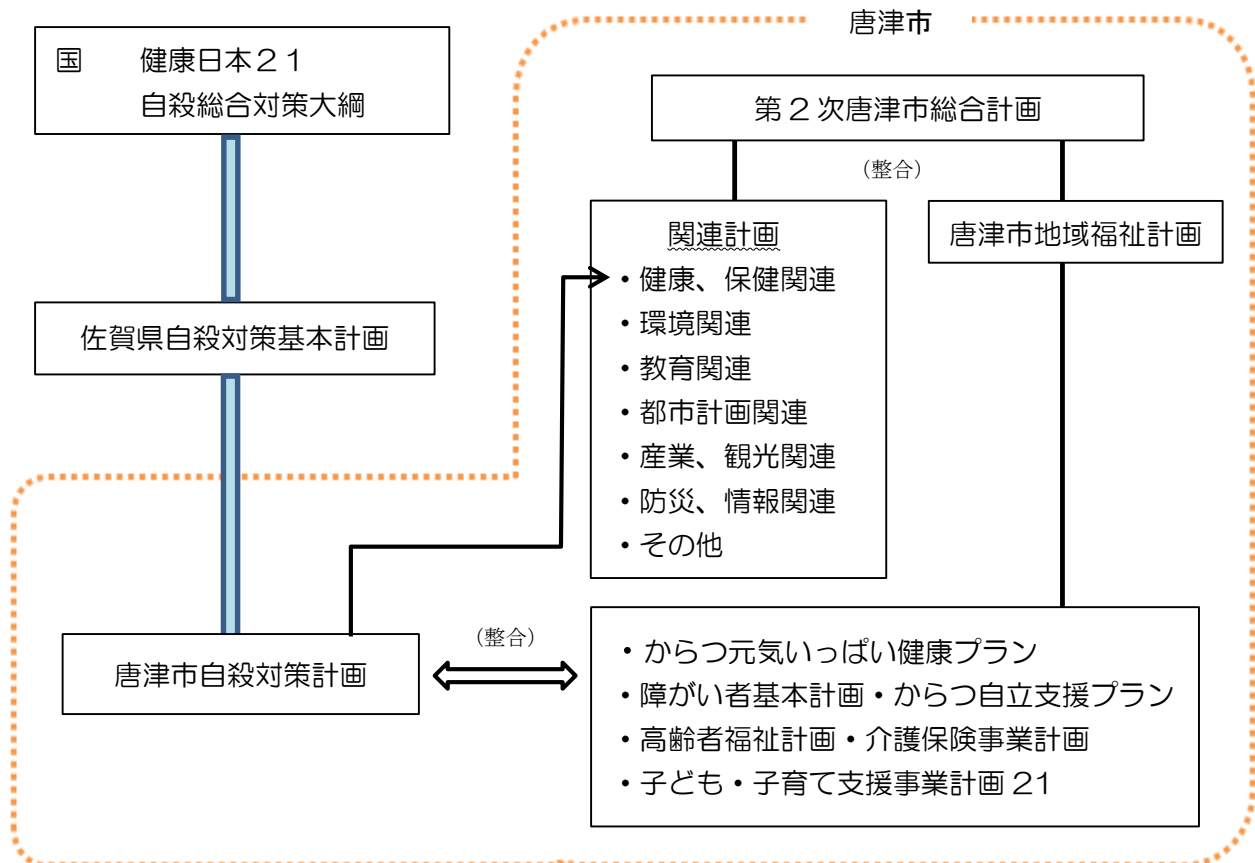 唐津市
国 健康日本２１
自殺総合対策大綱
第２次唐津市総合計画
（整合）
関連計画
・健康、保健関連
・環境関連
・教育関連
・都市計画関連
・産業、観光関連
・防災、情報関連
・その他
唐津市地域福祉計画
佐賀県自殺対策基本計画
唐津市自殺対策計画
（整合）
・からつ元気いっぱい健康プラン
・障がい者基本計画・からつ自立支援プラン
・高齢者福祉計画・介護保険事業計画
・子ども・子育て支援事業計画 21